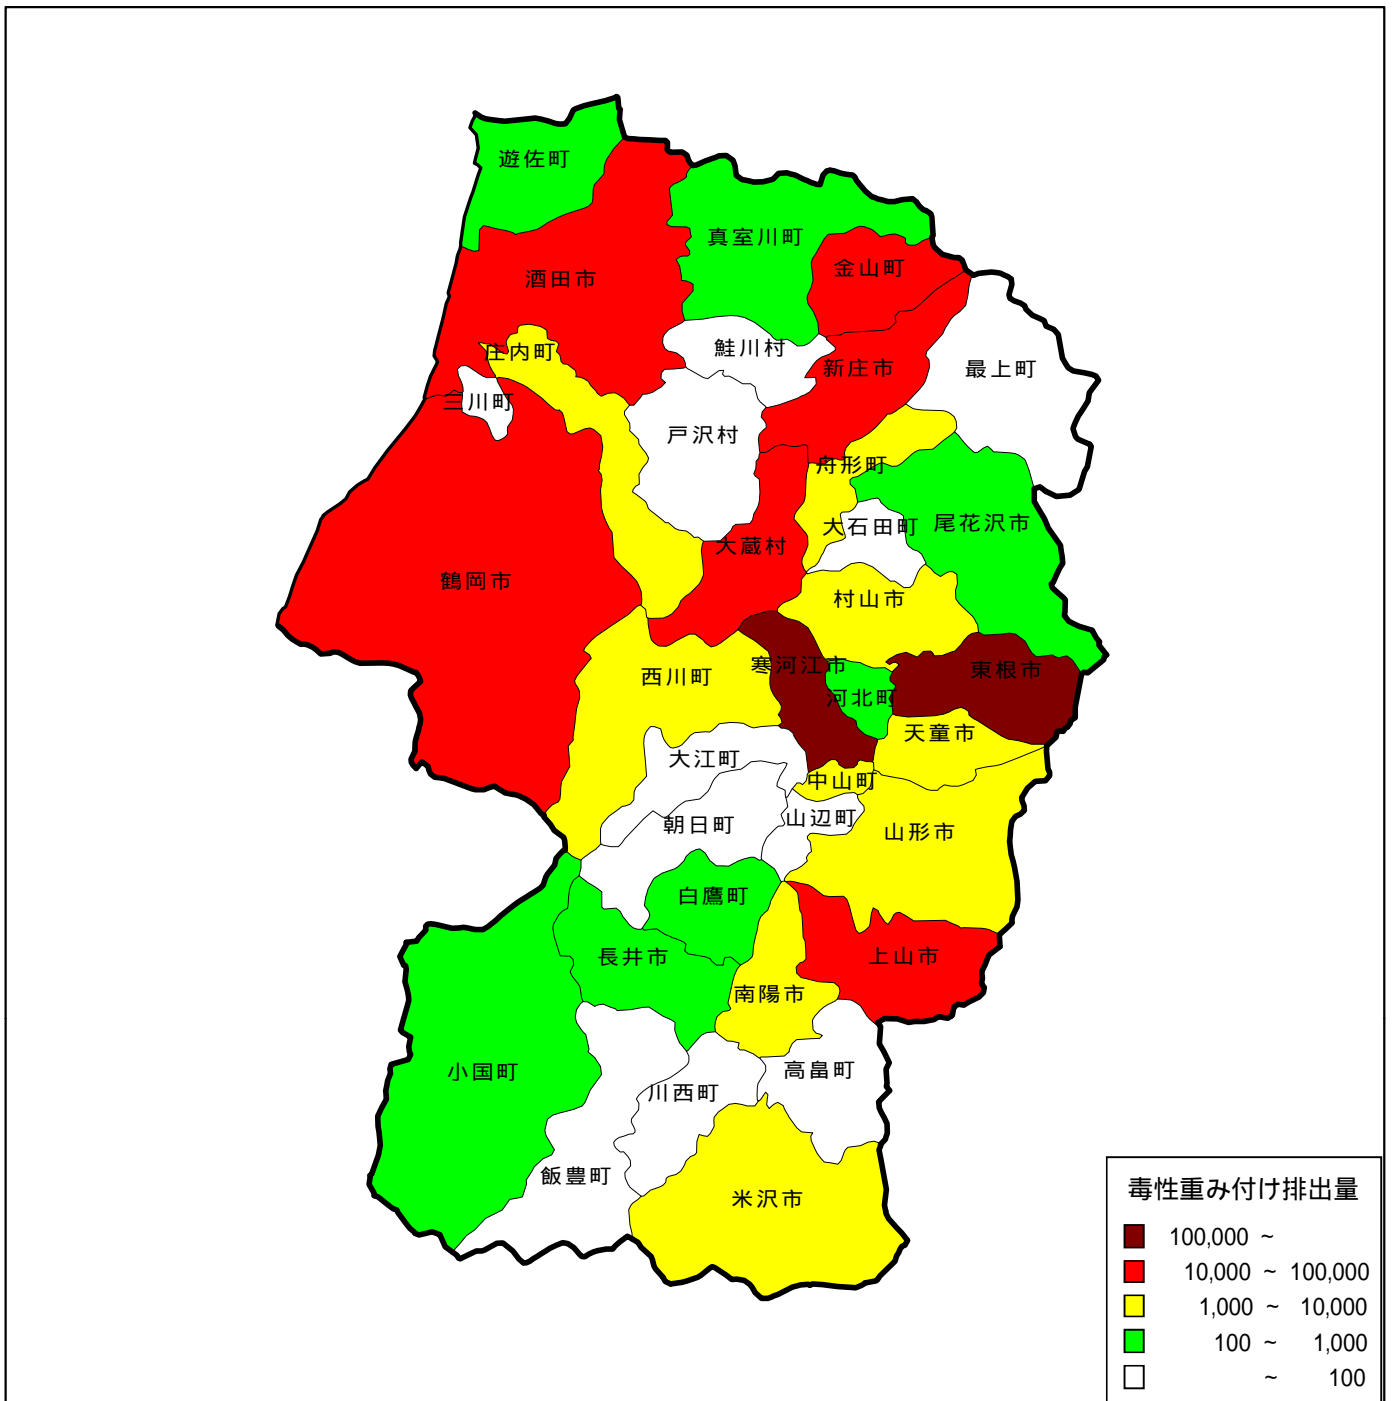 遊佐町
真室川町
金山町
酒田市
鮭川村
庄内町
新庄市
最上町
三川町
戸沢村
舟形町
大石田町
尾花沢市
大蔵村
鶴岡市
村山市
寒河江市
東根市
西川町
河北町
天童市
大江町
中山町
山辺町
朝日町
山形市
白鷹町
長井市
上山市
南陽市
小国町
高畠町
川西町
飯豊町
米沢市
毒性重み付け排出量
100,000 ~
10,000 ~ 100,000
1,000 ~ 10,000
100 ~ 1,000
~ 100